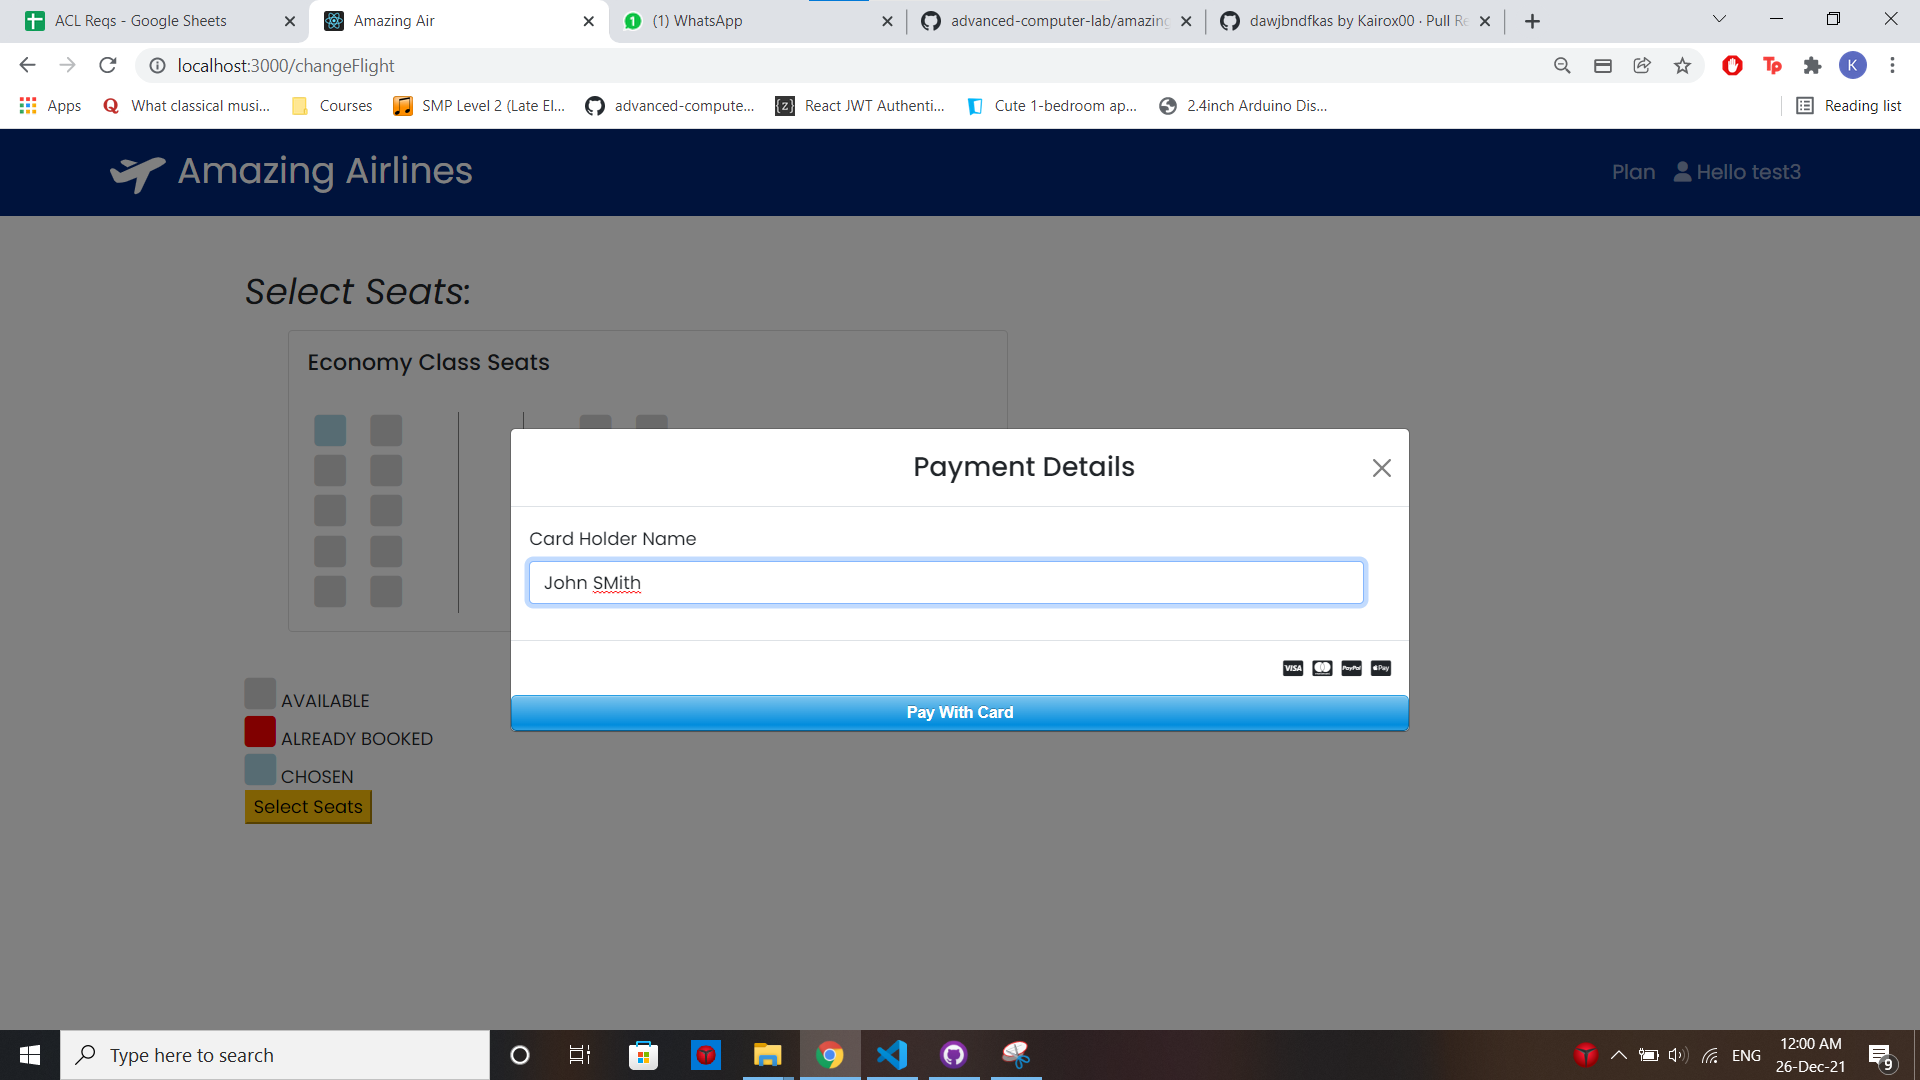 ACL Reqs - Google Sheets
Amazing Air
(1) WhatsApp
advanced-computer-lab/amazing
dawjbndfkas by Kairox00 · Pull Re
localhost:3000/changeFlight
K
Apps
What classical musi...
Courses
SMP Level 2 (Late El...
advanced-compute...
React JWT Authenti...
Cute 1-bedroom ap...
2.4inch Arduino Dis...
Reading list
Amazing Airlines
Plan
Hello test3
Select Seats:
Economy Class Seats
Payment Details
Card Holder Name
John SMith
VISA
PayPal
Pay
Pay With Card
AVAILABLE
ALREADY BOOKED
CHOSEN
Select Seats
Type here to search
ENG
12:00 AM
26-Dec-21
9